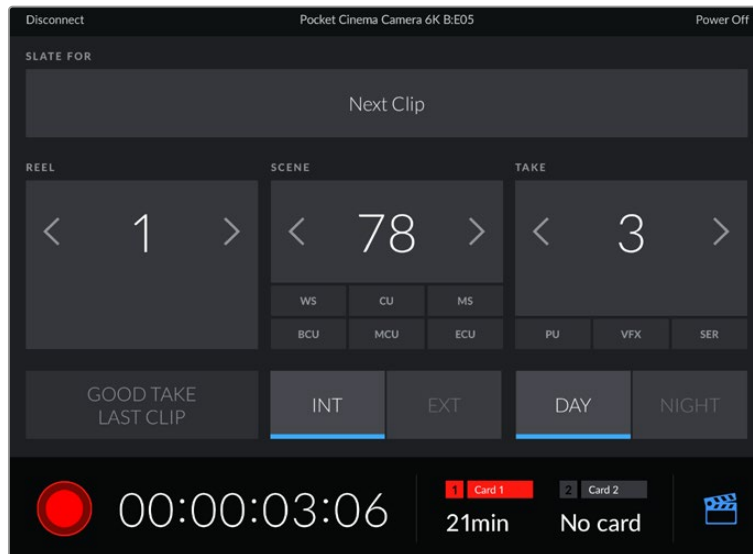 Disconnect Pocket Cinema Camera 6K B:E05 Power Off
SLATE FOR
Next Clip
REEL SCENE TAKE
1 78 3
WS CU MS
BCU MCU ECU PU VFX SER
GOOD TAKE
LAST CLIP
INT EXT DAY NIGHT
1 Card 1 2 Card 2
00:00:03:06 21min No card